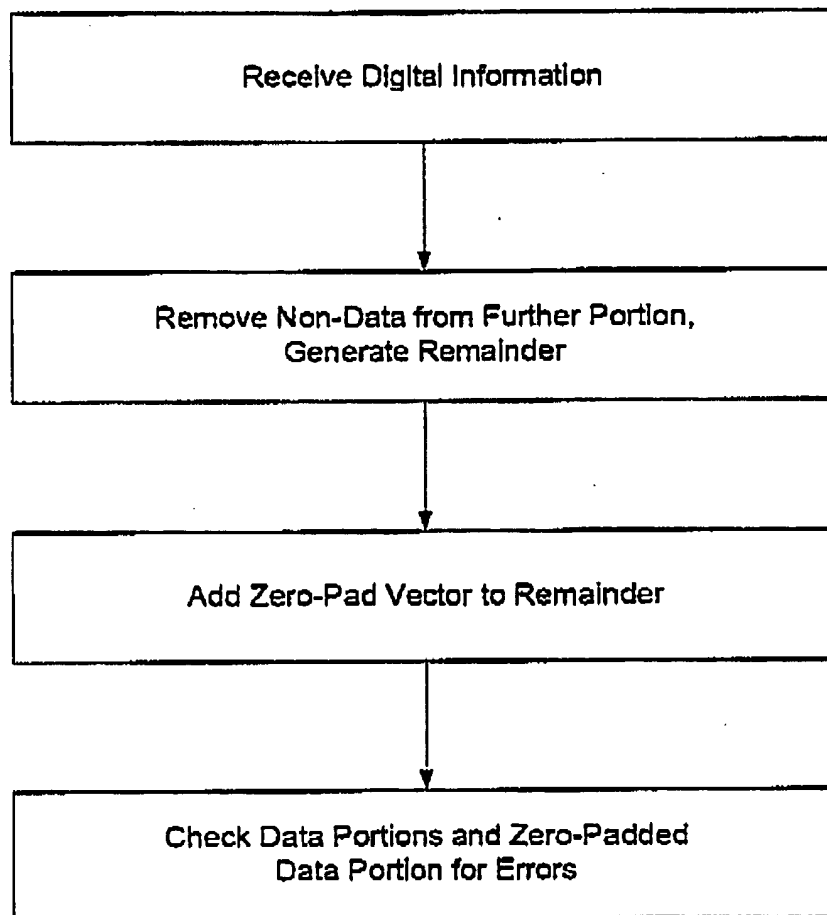 Receive Digital Information
Remove Non-Data from Further Portion,
Generate Remainder
Add Zero-Pad Vector to Remainder
Check Data Portions and Zero-Padded
Data Portion for Errors